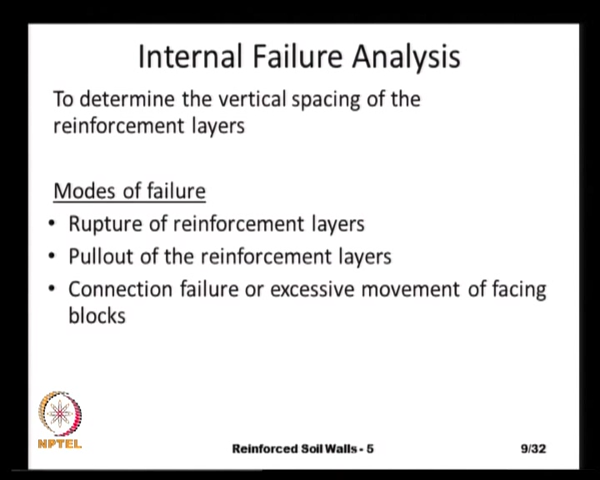 Internal Failure Analysis
To determine the vertical spacing of the
reinforcement layers
Modes of failure
• Rupture of reinforcement layers
• Pullout of the reinforcement layers
• Connection failure or excessive movement of facing
blocks
NPTEL
Reinforced Soil Walls - 5
9/32